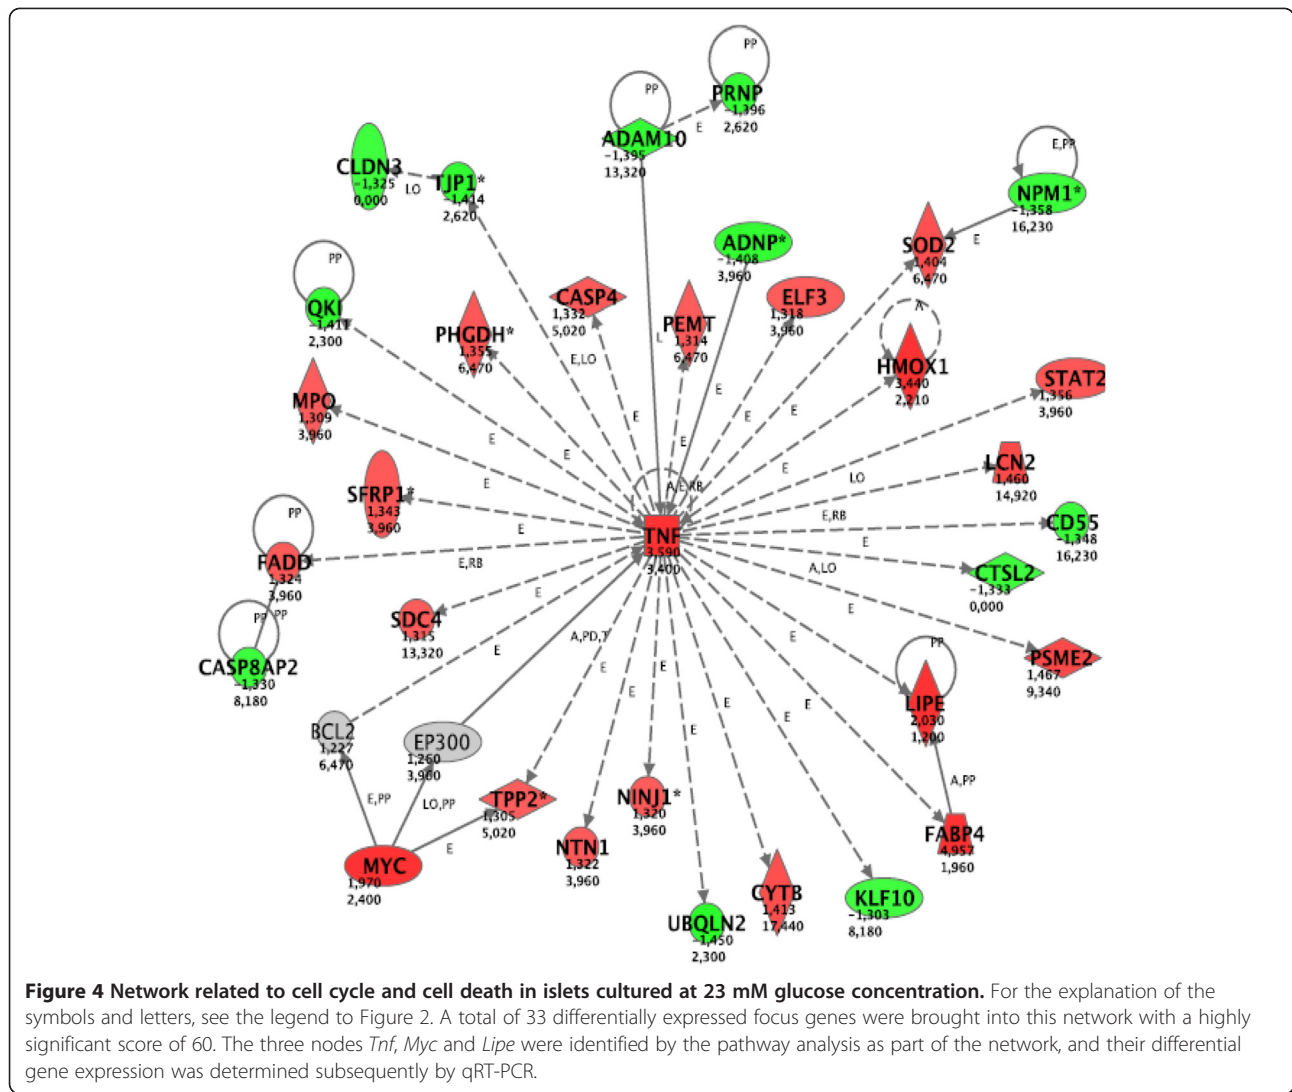 PP
PRNP
-1,396
2,620
PP
E
ADAM10
-1,395
13,320
CLDN3
-1,325
0,000
LO
TJP1*
-1,414
2,620
E,PP
NPM1*
-1,358
16,230
E
SOD2
1,404
6,470
ADNP*
-1,408
3,960
PP
QKI
-1,411
2,300
CASP4
1,332
5,020
PHGDH*
1,355
6,470
E,LO
L
PEMT
1,314
6,470
ELF3
1,318
3,960
A
HMOX1
3,440
2,210
STAT2
1,356
3,960
MPO
1,309
3,960
E
E
E
E
E
E
E
E
E
E
LCN2
1,460
14,920
LO
SFRP1*
1,343
3,960
A,E,RB
TNF
3,590
3,400
E,RB
CD55
-1,348
16,230
E
CTSL2
-1,333
0,000
PP
FADD
1,324
3,960
E
E,RB
A,LO
PP
PP
CASP8AP2
-1,330
8,180
SDC4
1,315
13,320
E
A,PD,T
E
E
PSME2
1,467
9,340
PP
LIPE
2,030
1,200
E
E
E
E
E
BCL2
1,227
6,470
EP300
1,260
3,960
E
E
E
E
E
E
A,PP
E,PP
LO,PP
E
TPP2*
1,305
5,020
NINJ1*
1,320
3,960
NTN1
1,322
3,960
FABP4
4,957
1,960
MYC
1,970
2,400
UBQLN2
-1,450
2,300
CYTB
1,413
17,440
KLF10
-1,303
8,180
Figure 4 Network related to cell cycle and cell death in islets cultured at 23 mM glucose concentration. For the explanation of the
symbols and letters, see the legend to Figure 2. A total of 33 differentially expressed focus genes were brought into this network with a highly
significant score of 60. The three nodes Tnf, Myc and Lipe were identified by the pathway analysis as part of the network, and their differential
gene expression was determined subsequently by qRT-PCR.